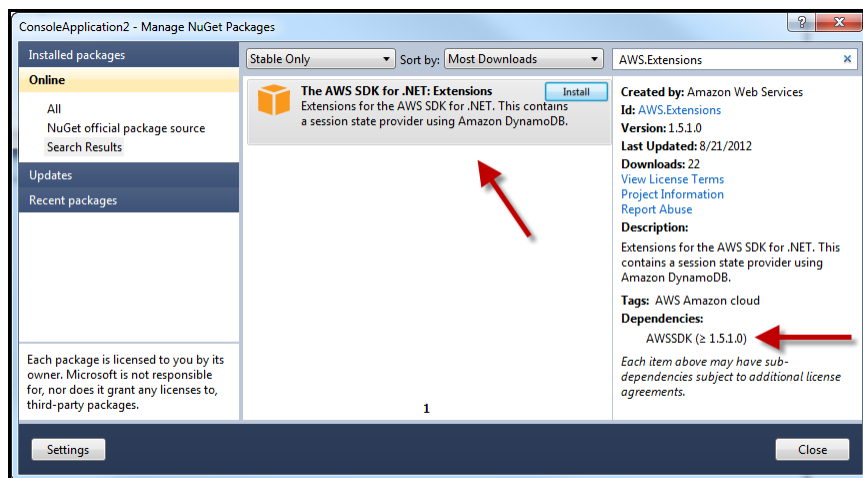 ConsoleApplication2 - Manage NuGet Packages
Installed packages
Online
All
NuGet official package source
Search Results
Updates
Recent packages
Each package is licensed to you by its
owner. Microsoft is not responsible
for, nor does it grant any licenses to,
third-party packages.
Stable Only
Sort by: Most Downloads
The AWS SDK for .NET: Extensions
Install
Extensions for the AWS SDK for .NET. This contains
a session state provider using Amazon DynamoDB.
1
AWS.Extensions
Created by: Amazon Web Services
Id: AWS.Extensions
Version: 1.5.1.0
Last Updated: 8/21/2012
Downloads: 22
View License Terms
Project Information
Report Abuse
Description:
Extensions for the AWS SDK for .NET. This
contains a session state provider using
Amazon DynamoDB.
Tags: AWS Amazon cloud
Dependencies:
AWSSDK (≥ 1.5.1.0)
Each item above may have sub-
dependencies subject to additional license
agreements.
Settings
Close